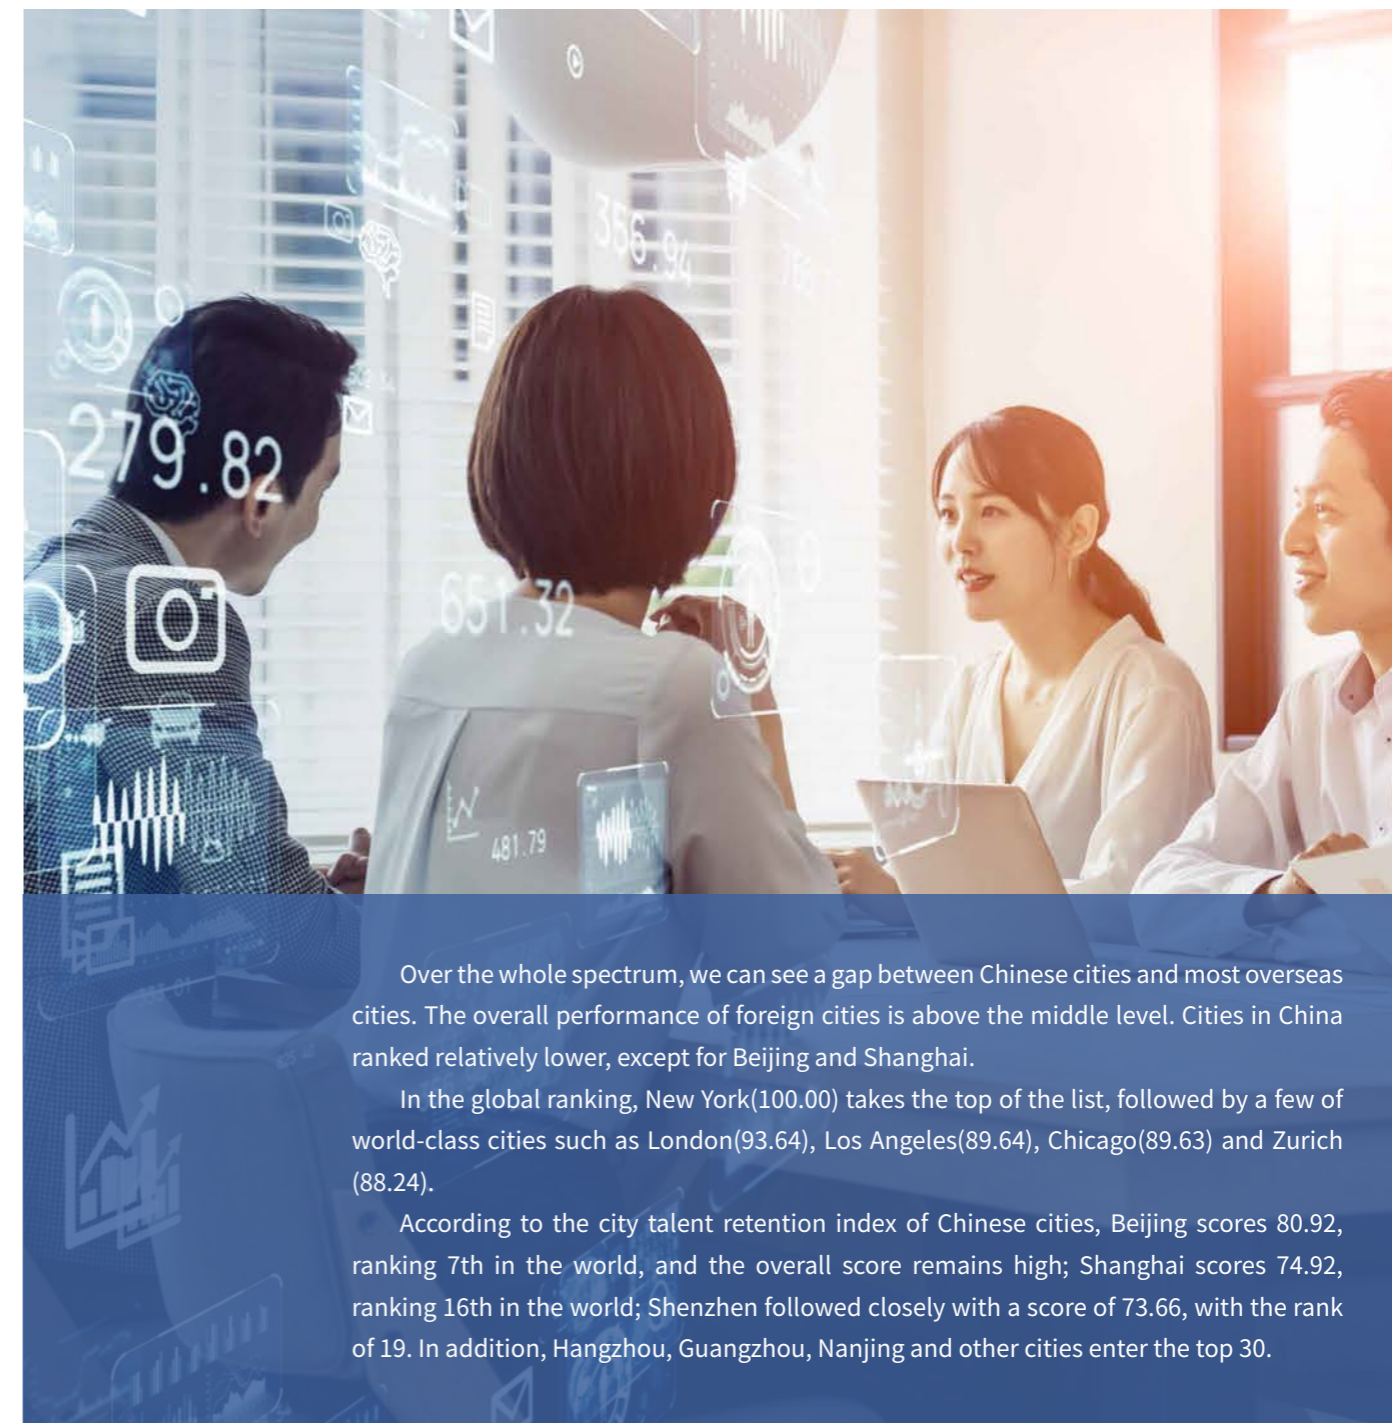 356.94
279.82
651.32
481.79
Over the whole spectrum, we can see a gap between Chinese cities and most overseas
cities. The overall performance of foreign cities is above the middle level. Cities in China
ranked relatively lower, except for Beijing and Shanghai.
In the global ranking, New York(100.00) takes the top of the list, followed by a few of
world-class cities such as London(93.64), Los Angeles(89.64), Chicago(89.63) and Zurich
(88.24).
According to the city talent retention index of Chinese cities, Beijing scores 80.92,
ranking 7th in the world, and the overall score remains high; Shanghai scores 74.92,
ranking 16th in the world; Shenzhen followed closely with a score of 73.66, with the rank
of 19. In addition, Hangzhou, Guangzhou, Nanjing and other cities enter the top 30.